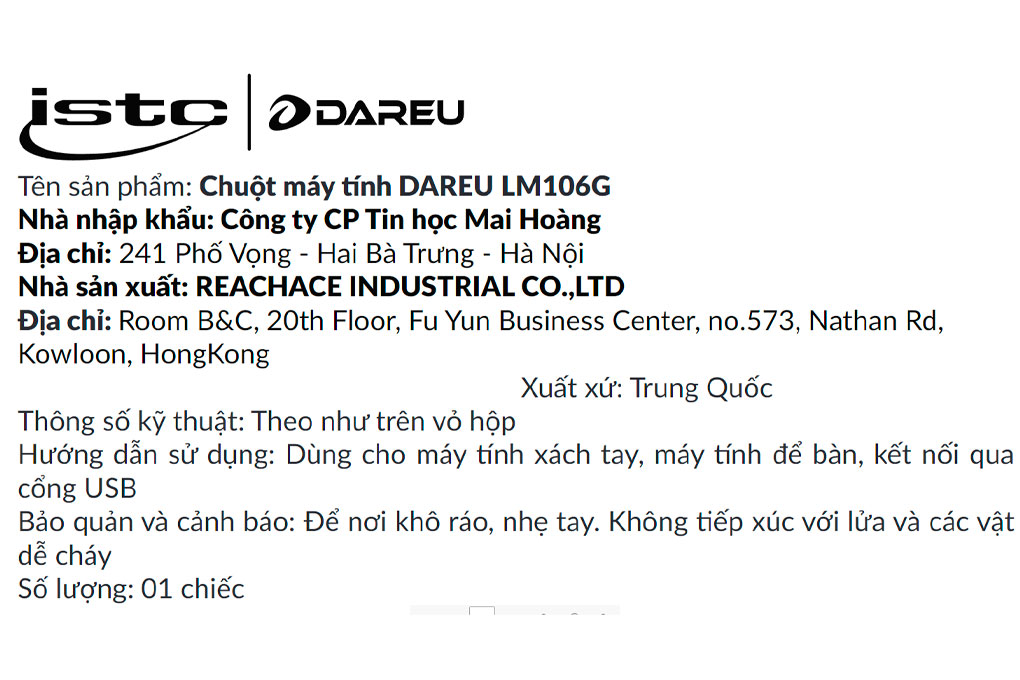 istc | DAREU
Tên sản phẩm: Chuột máy tính DAREU LM106G
Nhà nhập khẩu: Công ty CP Tin học Mai Hoàng
Địa chỉ: 241 Phố Vọng - Hai Bà Trưng - Hà Nội
Nhà sản xuất: REACHACE INDUSTRIAL CO.,LTD
Địa chỉ: Room B&C, 20th Floor, Fu Yun Business Center, no.573, Nathan Rd,
Kowloon, HongKong
Xuất xứ: Trung Quốc
Thông số kỹ thuật: Theo như trên vỏ hộp
Hướng dẫn sử dụng: Dùng cho máy tính xách tay, máy tính để bàn, kết nối qua
cổng USB
Bảo quản và cảnh báo: Để nơi khô ráo, nhẹ tay. Không tiếp xúc với lửa và các vật
dễ cháy
Số lượng: 01 chiếc